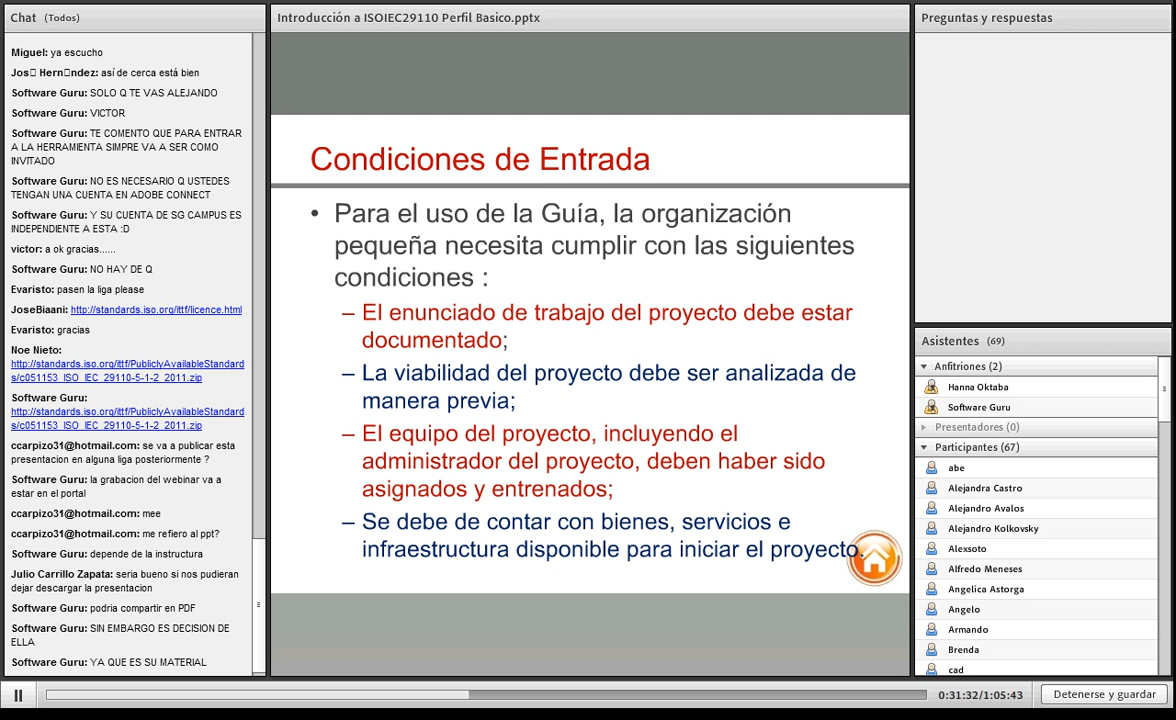 Chat (Todos)
Miguel: ya escucho
Jos□ Hern□ndez: así de cerca está bien
Software Guru: SOLO Q TE VAS ALEJANDO
Software Guru: VICTOR
Software Guru: TE COMENTO QUE PARA ENTRAR
A LA HERRAMIENTA SIMPRE VA A SER COMO
INVITADO
Software Guru: NO ES NECESARIO Q USTEDES
TENGAN UNA CUENTA EN ADOBE CONNECT
Software Guru: Y SU CUENTA DE SG CAMPUS ES
INDEPENDIENTE A ESTA :D
victor: a ok gracias......
Software Guru: NO HAY DE Q
Evaristo: pasen la liga please
JoseBiaani: http://standards.iso.org/ittf/licence.html
Evaristo: gracias
Noe Nieto:
http://standards.iso.org/ittf/PubliclyAvailableStandard
s/c051153_ISO_IEC_29110-5-1-2_2011.zip
Software Guru:
http://standards.iso.org/ittf/PubliclyAvailableStandard
s/c051153_ISO_IEC_29110-5-1-2_2011.zip
ccarpizo31@hotmail.com: se va a publicar esta
presentacion en alguna liga posteriormente ?
Software Guru: la grabacion del webinar va a
estar en el portal
ccarpizo31@hotmail.com: mee
ccarpizo31@hotmail.com: me refiero al ppt?
Software Guru: depende de la instructura
Julio Carrillo Zapata: seria bueno si nos pudieran
dejar descargar la presentacion
Software Guru: podria compartir en PDF
Software Guru: SIN EMBARGO ES DECISION DE
ELLA
Software Guru: YA QUE ES SU MATERIAL
Introducción a ISOIEC29110 Perfil Basico.pptx
Condiciones de Entrada
• Para el uso de la Guía, la organización
pequeña necesita cumplir con las siguientes
condiciones :
– El enunciado de trabajo del proyecto debe estar
documentado;
– La viabilidad del proyecto debe ser analizada de
manera previa;
– El equipo del proyecto, incluyendo el
administrador del proyecto, deben haber sido
asignados y entrenados;
– Se debe de contar con bienes, servicios e
infraestructura disponible para iniciar el proyecto.
Preguntas y respuestas
Asistentes (69)
Anfitriones (2)
Hanna Oktaba
Software Guru
Presentadores (0)
Participantes (67)
abe
Alejandra Castro
Alejandro Avalos
Alejandro Kolkovsky
Alexsoto
Alfredo Meneses
Angelica Astorga
Angelo
Armando
Brenda
cad
0:31:32/1:05:43
Detenerse y guardar